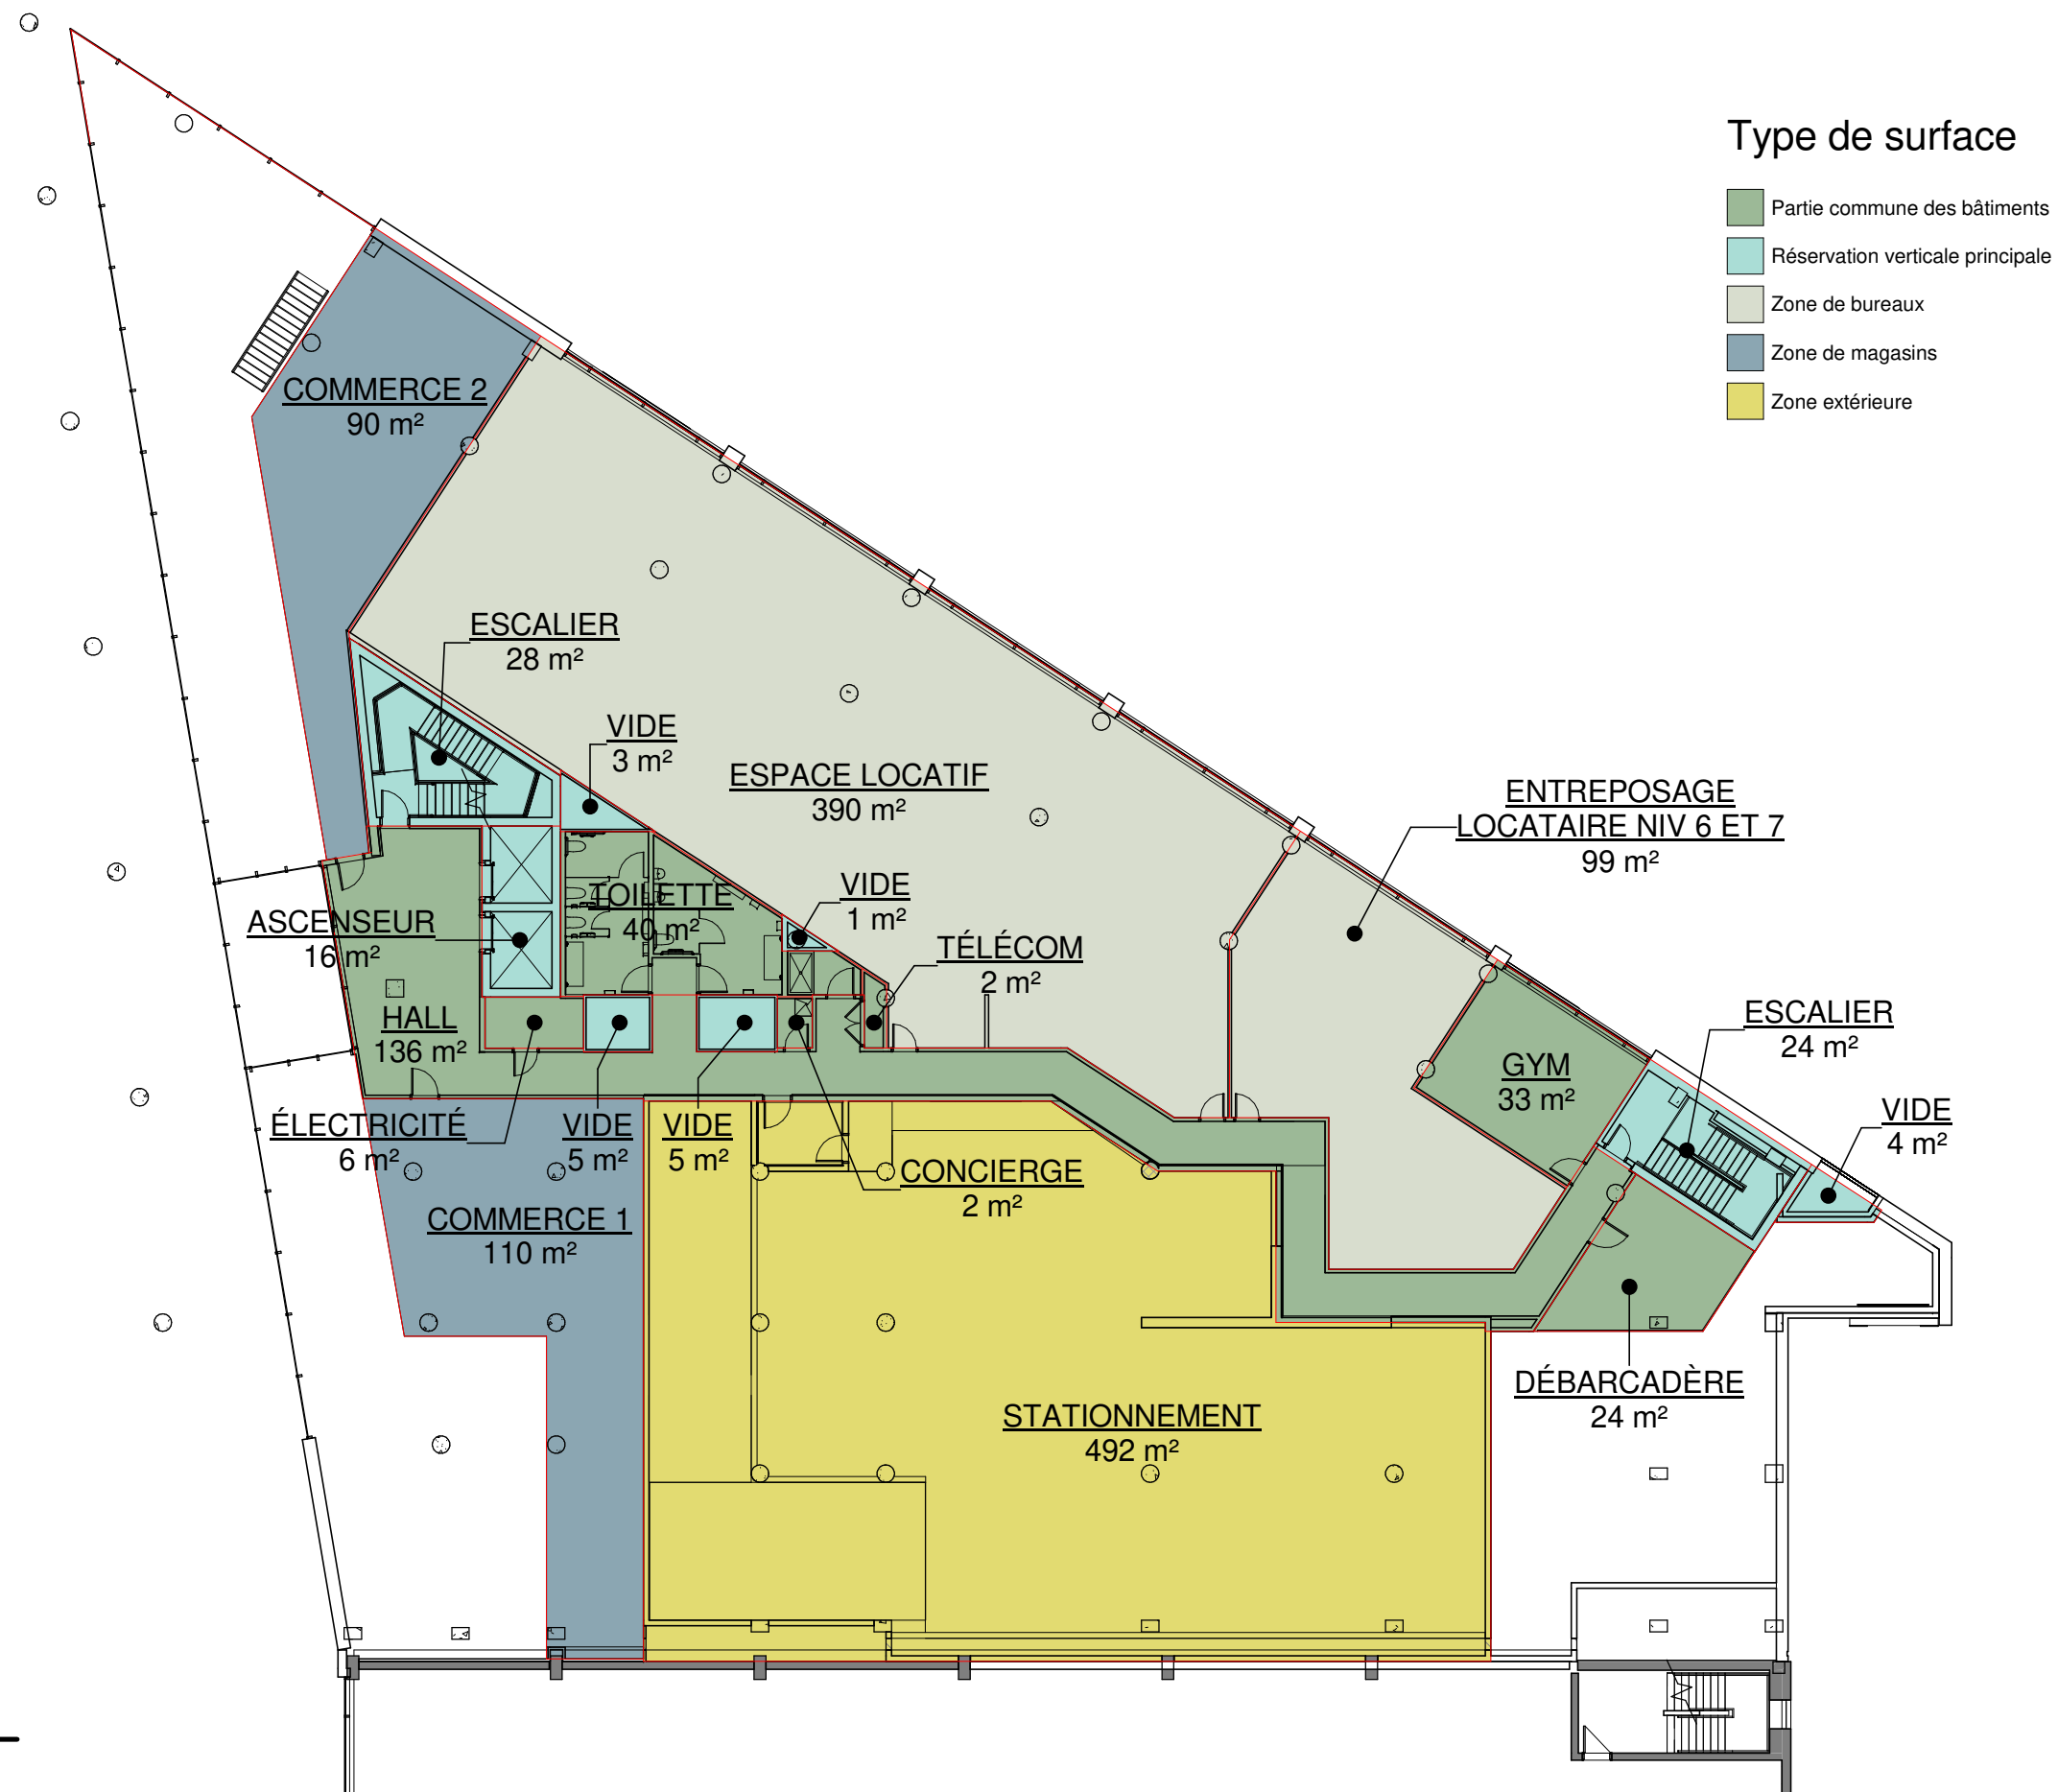 Type de surface
Partie commune des bâtiments
Réservation verticale principale
Zone de bureaux
Zone de magasins
Zone extérieure
COMMERCE 2
90 m²
ESCALIER
28 m²
VIDE
3 m²
ESPACE LOCATIF
390 m²
ENTREPOSAGE
LOCATAIRE NIV 6 ET 7
99 m²
TOILETTE
40 m²
VIDE
1 m²
ASCENSEUR
16 m²
TÉLÉCOM
2 m²
HALL
136 m²
ESCALIER
24 m²
GYM
33 m²
VIDE
4 m²
ÉLECTRICITÉ
6 m²
VIDE
5 m²
VIDE
5 m²
CONCIERGE
2 m²
COMMERCE 1
110 m²
DÉBARCADÈRE
24 m²
STATIONNEMENT
492 m²